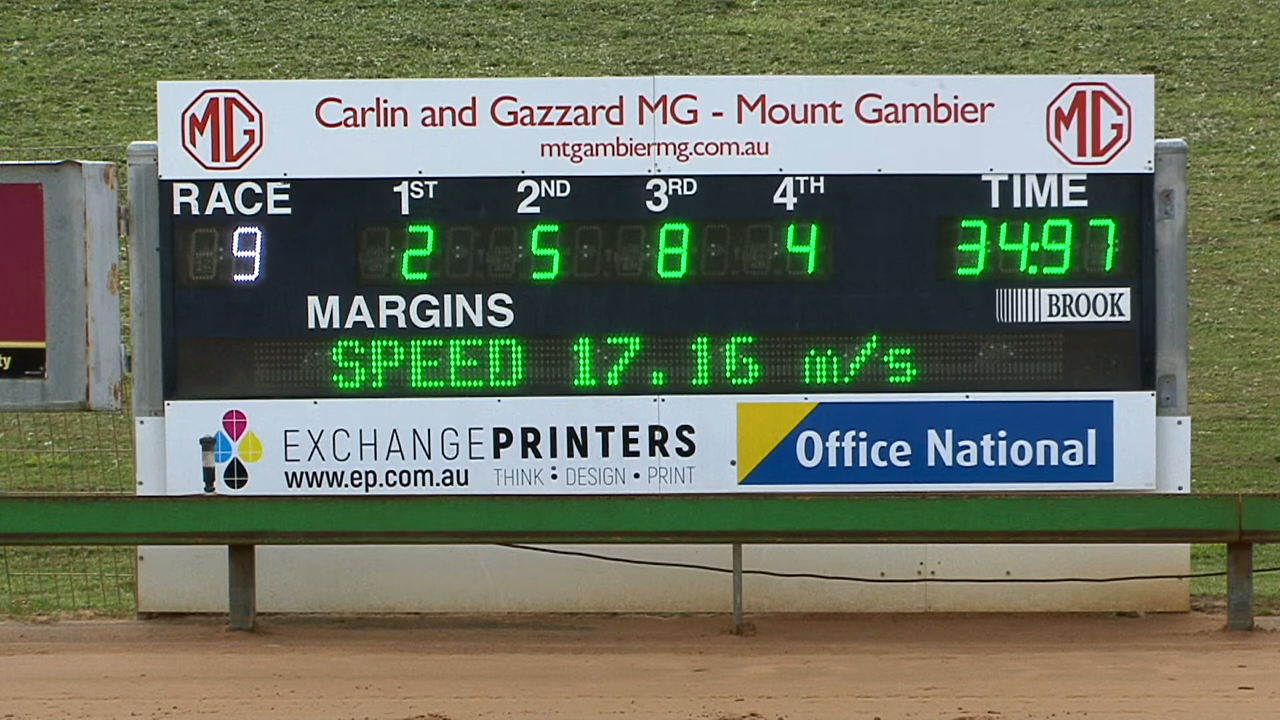 MG Carlin and Gazzard MG - Mount Gambier MG
mtgambiermg.com.au
RACE 1ST 2ND 3RD 4TH TIME
9 2 5 8 4 34:97
MARGINS BROOK
SPEED 17.16 m/s
ty
EXCHANGEPRINTERS Office National
www.ep.com.au THINK : DESIGN • PRINT